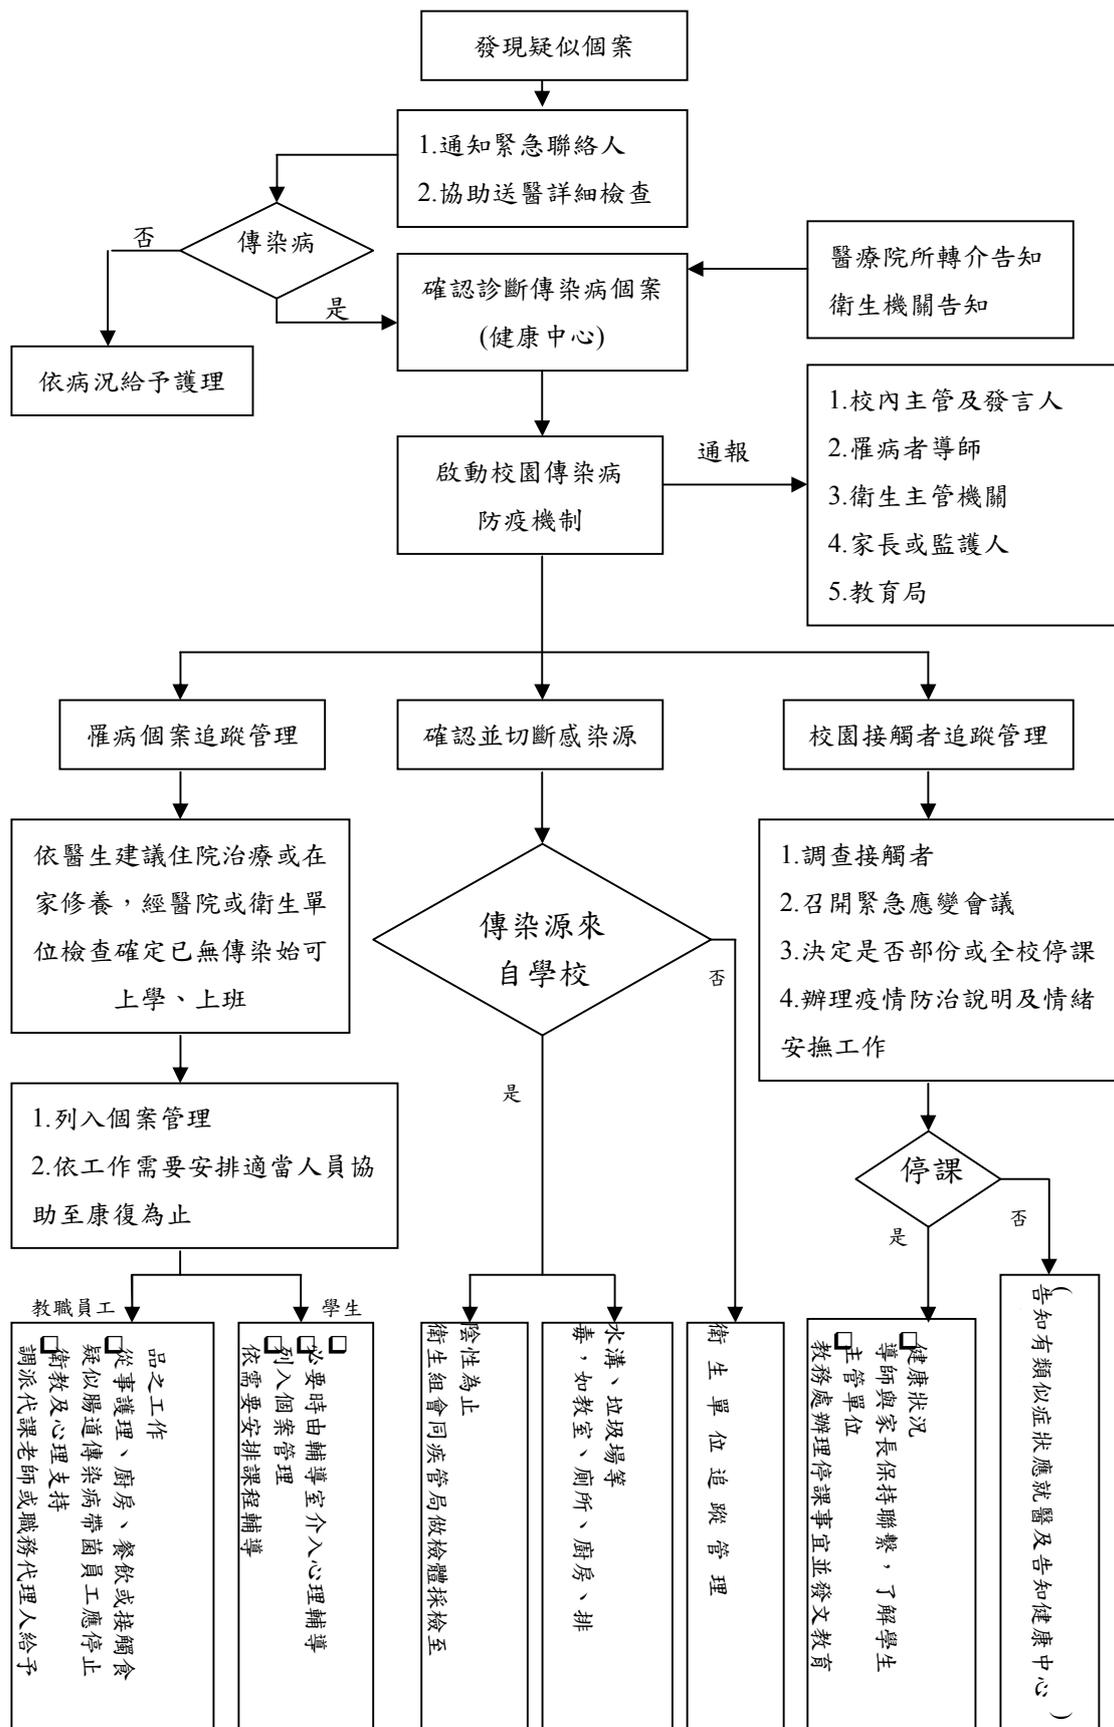 發現疑似個案
1.通知緊急聯絡人
2.協助送醫詳細檢查
傳染病
否
是
醫療院所轉介告知
衛生機關告知
確認診斷傳染病個案
(健康中心)
依病況給予護理
啟動校園傳染病
防疫機制
通報
1.校內主管及發言人
2.罹病者導師
3.衛生主管機關
4.家長或監護人
5.教育局
罹病個案追蹤管理
確認並切斷感染源
校園接觸者追蹤管理
依醫生建議住院治療或在
家修養，經醫院或衛生單
位檢查確定已無傳染始可
上學、上班
傳染源來
自學校
否
是
1.調查接觸者
2.召開緊急應變會議
3.決定是否部份或全校停課
4.辦理疫情防治說明及情緒
安撫工作
1.列入個案管理
2.依工作需要安排適當人員協
助至康復為止
停課
是
否
教職員工
學生
調派代課老師或職務代理人給予
衛教及心理支持
疑似腸道傳染病帶菌員工應停止
從事護理、廚房、餐飲或接觸食
品之工作
依需要安排課程輔導
列入個案管理
必要時由輔導室介入心理輔導
衛生組會同疾管局做檢體採檢至
陰性為止
毒，如教室、廁所、廚房、排
水溝、垃圾場等
衛生單位追蹤管理
教務處辦理停課事宜並發文教育
主管單位
導師與家長保持聯繫，了解學生
健康狀況
(告知有類似症狀應就醫及告知健康中心)